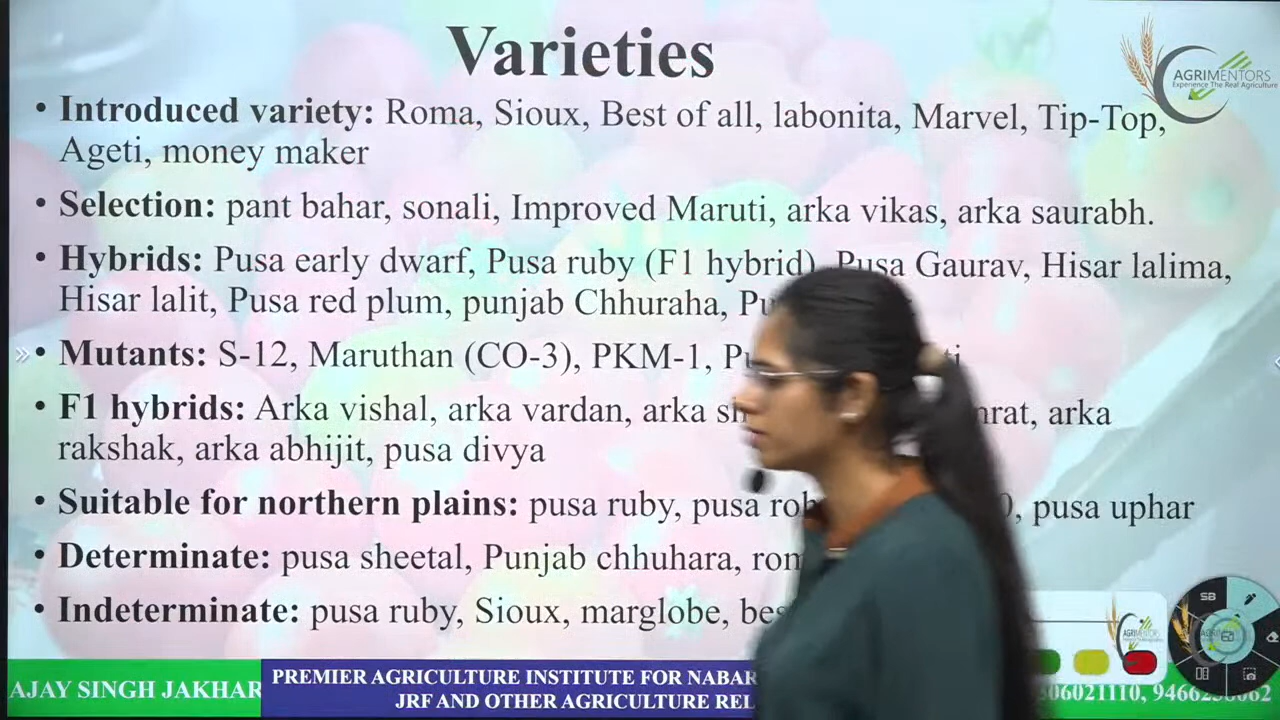 Varieties
AGRIMENTORS
Experience The Real Agriculture
• Introduced variety: Roma, Sioux, Best of all, labonita, Marvel, Tip-Top,
Ageti, money maker
• Selection: pant bahar, sonali, Improved Maruti, arka vikas, arka saurabh.
• Hybrids: Pusa early dwarf, Pusa ruby (F1 hybrid), Pusa Gaurav, Hisar lalima,
Hisar lalit, Pusa red plum, punjab Chhuraha,
• Mutants: S-12, Maruthan (CO-3), PKM-1,
• F1 hybrids: Arka vishal, arka vardan, arka arka
rakshak, arka abhijit, pusa divya
• Suitable for northern plains: pusa ruby, pusa pusa uphar
• Determinate: pusa sheetal, Punjab chhuhara,
• Indeterminate: pusa ruby, Sioux, marglobe,
SB
AGRIMENTORS
AJAY SINGH JAKHAR
PREMIER AGRICULTURE INSTITUTE FOR
JRF AND OTHER AGRICULTURE